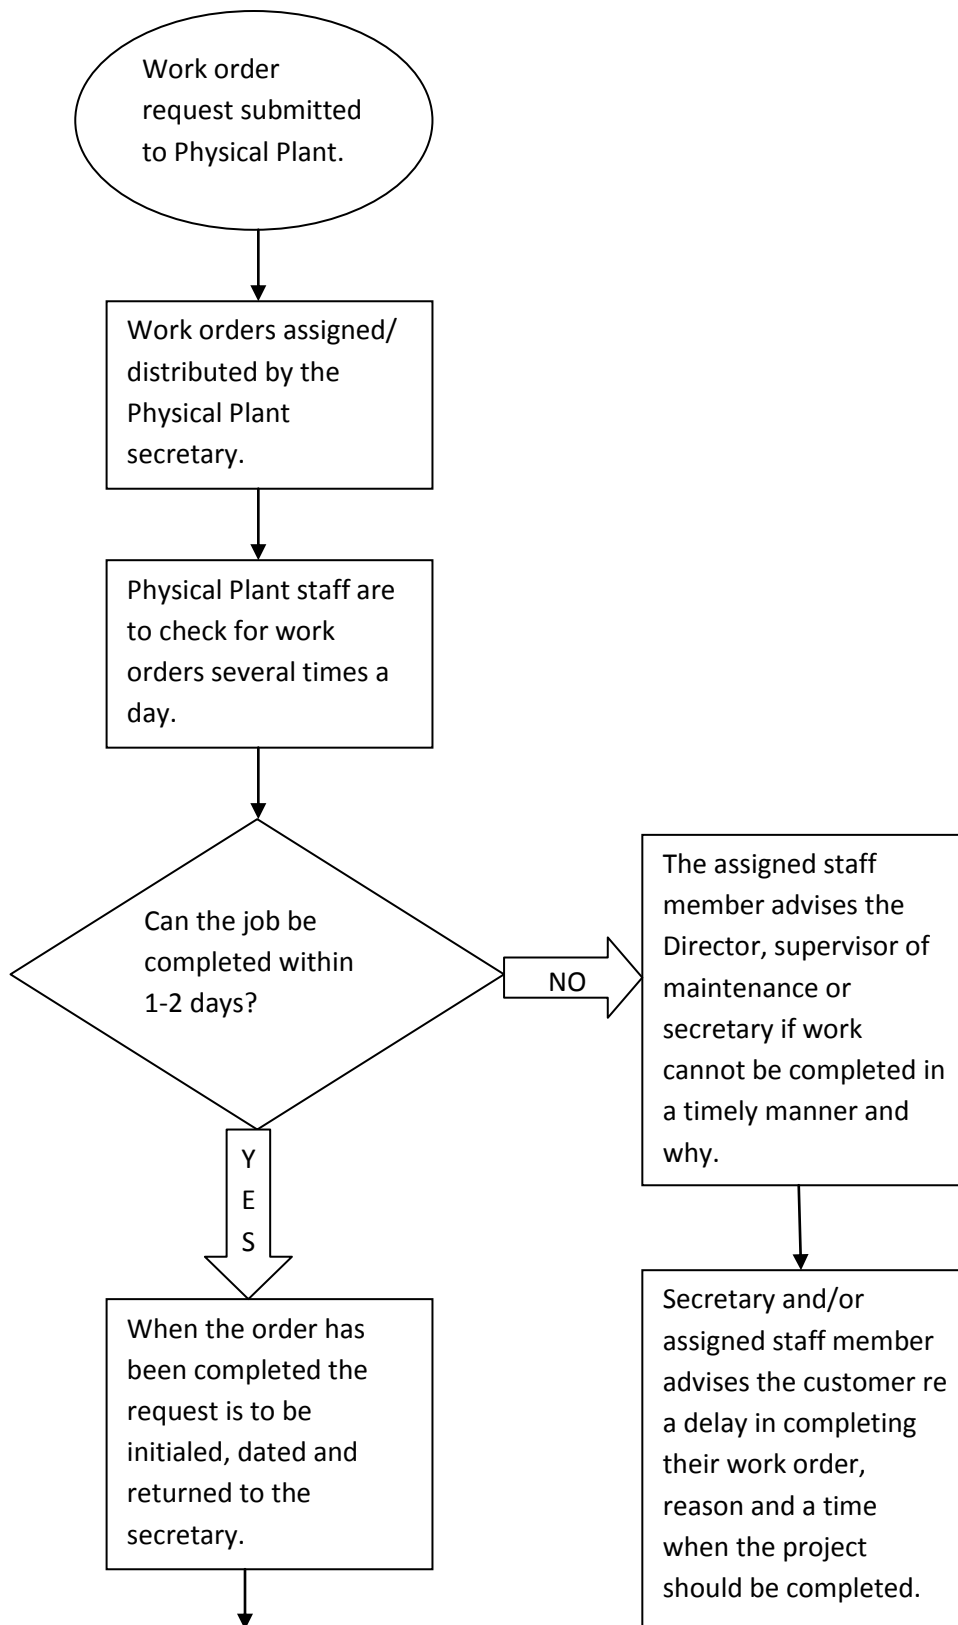 Work order
request submitted
to Physical Plant.
Work orders assigned/
distributed by the
Physical Plant
secretary.
Physical Plant staff are
to check for work
orders several times a
day.
Can the job be
completed within
1-2 days?
NO
The assigned staff
member advises the
Director, supervisor of
maintenance or
secretary if work
cannot be completed in
a timely manner and
why.
Y
E
S
When the order has
been completed the
request is to be
initialed, dated and
returned to the
secretary.
Secretary and/or
assigned staff member
advises the customer re
a delay in completing
their work order,
reason and a time
when the project
should be completed.